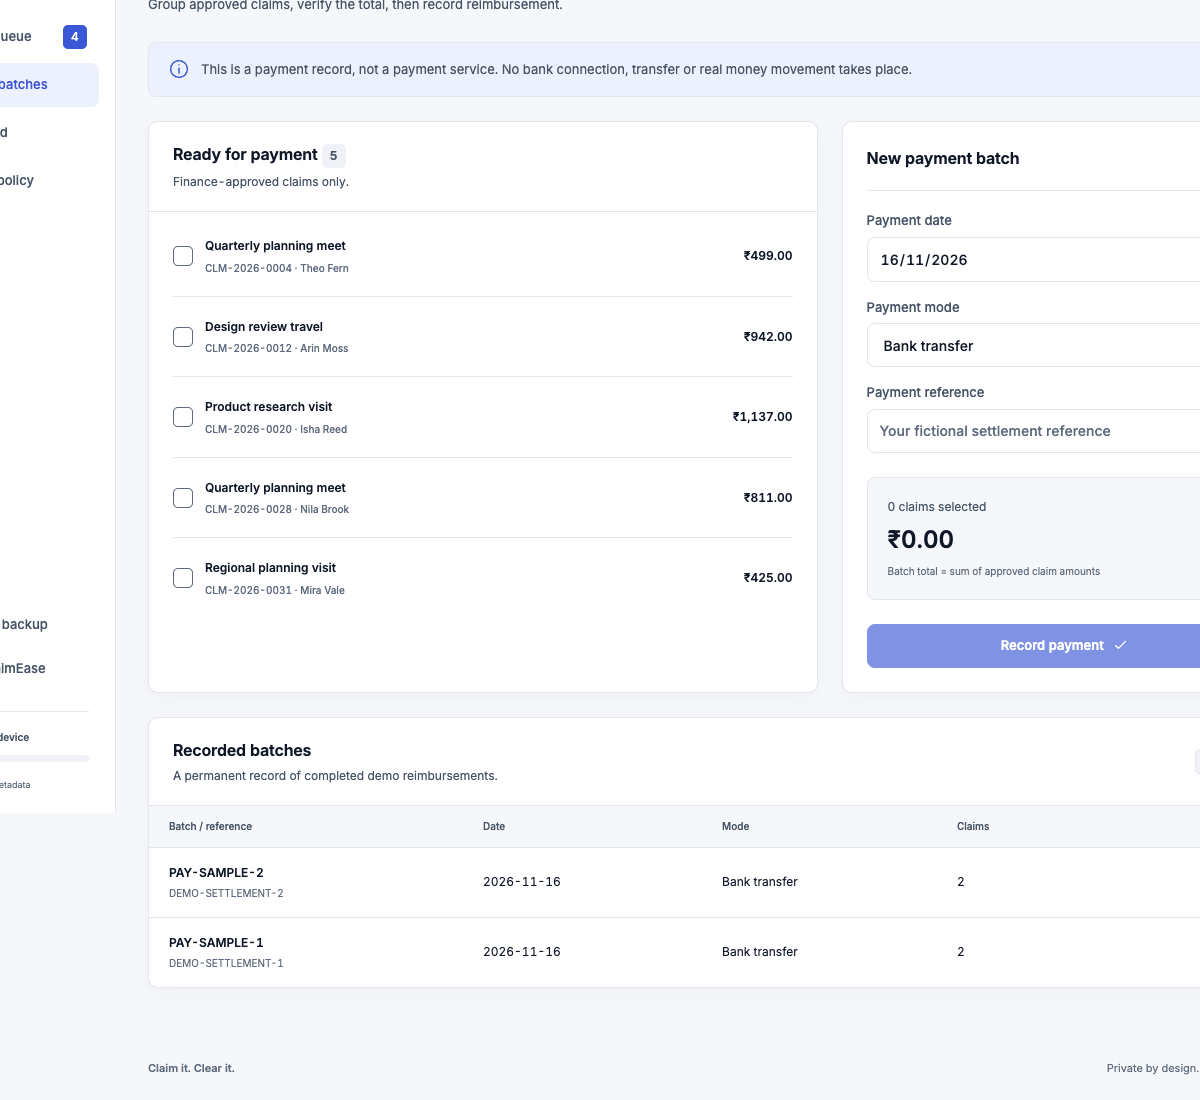 Group approved claims, verify the total, then record reimbursement.
ueue 4
batches
d
policy
backup
imEase
device
etadata
This is a payment record, not a payment service. No bank connection, transfer or real money movement takes place.
Ready for payment 5
Finance-approved claims only.
Quarterly planning meet
CLM-2026-0004 · Theo Fern
₹499.00
Design review travel
CLM-2026-0012 · Arin Moss
₹942.00
Product research visit
CLM-2026-0020 · Isha Reed
₹1,137.00
Quarterly planning meet
CLM-2026-0028 · Nila Brook
₹811.00
Regional planning visit
CLM-2026-0031 · Mira Vale
₹425.00
New payment batch
Payment date
16/11/2026
Payment mode
Bank transfer
Payment reference
Your fictional settlement reference
0 claims selected
₹0.00
Batch total = sum of approved claim amounts
Record payment
Recorded batches
A permanent record of completed demo reimbursements.
Batch / reference Date Mode Claims
PAY-SAMPLE-2
DEMO-SETTLEMENT-2
2026-11-16 Bank transfer 2
PAY-SAMPLE-1
DEMO-SETTLEMENT-1
2026-11-16 Bank transfer 2
Claim it. Clear it.
Private by design.